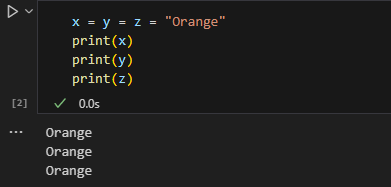 x = y = z = "Orange"
print(x)
print(y)
print(z)
[2]
0.0s
Orange
Orange
Orange